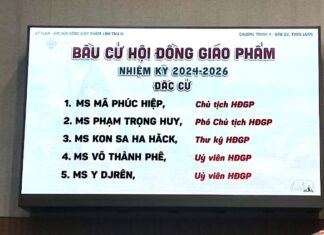 BẦU CỬ HỘI ĐỒNG GIÁO PHẨM
NHIỆM KỲ 2024-2026
ĐẮC CỬ
1. MS MÃ PHÚC HIỆP, Chủ tịch HĐGP
2. MS PHẠM TRỌNG HUY, Phó Chủ tịch HĐGP
3. MS KON SA HA HĂCK, Thư ký HĐGP
4. MS VÕ THÀNH PHÊ, Uỷ viên HĐGP
5. MS Y DJRÊN, Uỷ viên HĐGP